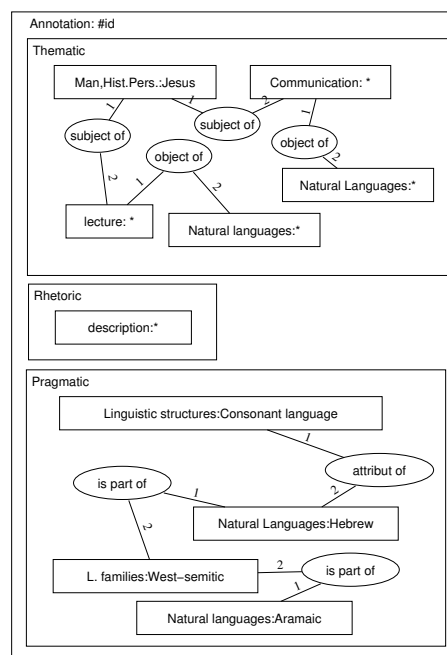 Annotation: #id
Thematic
Man,Hist.Pers.:Jesus
Communication: *
1
1
2
1
subject of
subject of
object of
object of
2
1
2
2
Natural Languages:*
lecture: *
Natural languages:*
Rhetoric
description:*
Pragmatic
Linguistic structures:Consonant language
1
is part of
attribut of
1
2
Natural Languages:Hebrew
2
L. families:West-semitic
2
is part of
1
Natural languages:Aramaic